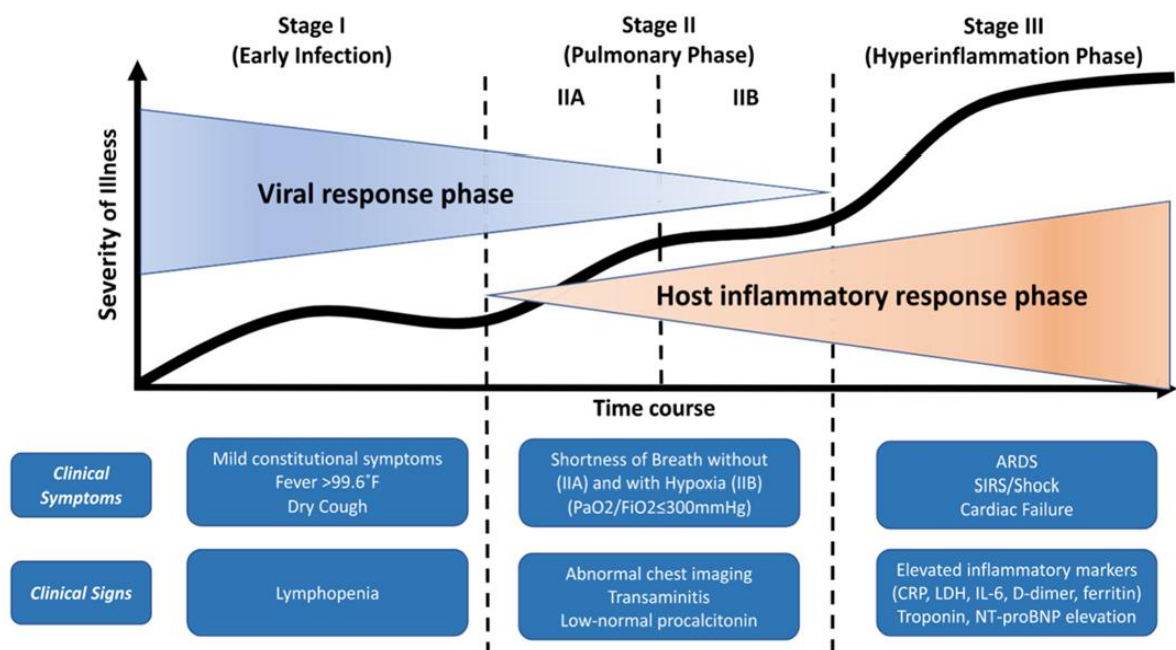 Stage I
(Early Infection)
Stage II
(Pulmonary Phase)
Stage III
(Hyperinflammation Phase)
IIA
IIB
Severity of Illness
Viral response phase
Host inflammatory response phase
Time course
Clinical
Symptoms
Mild constitutional symptoms
Fever >99.6°F
Dry Cough
Shortness of Breath without
(IIA) and with Hypoxia (IIB)
(PaO2/FiO2≤300mmHg)
ARDS
SIRS/Shock
Cardiac Failure
Clinical Signs
Lymphopenia
Abnormal chest imaging
Transaminitis
Low-normal procalcitonin
Elevated inflammatory markers
(CRP, LDH, IL-6, D-dimer, ferritin)
Troponin, NT-proBNP elevation